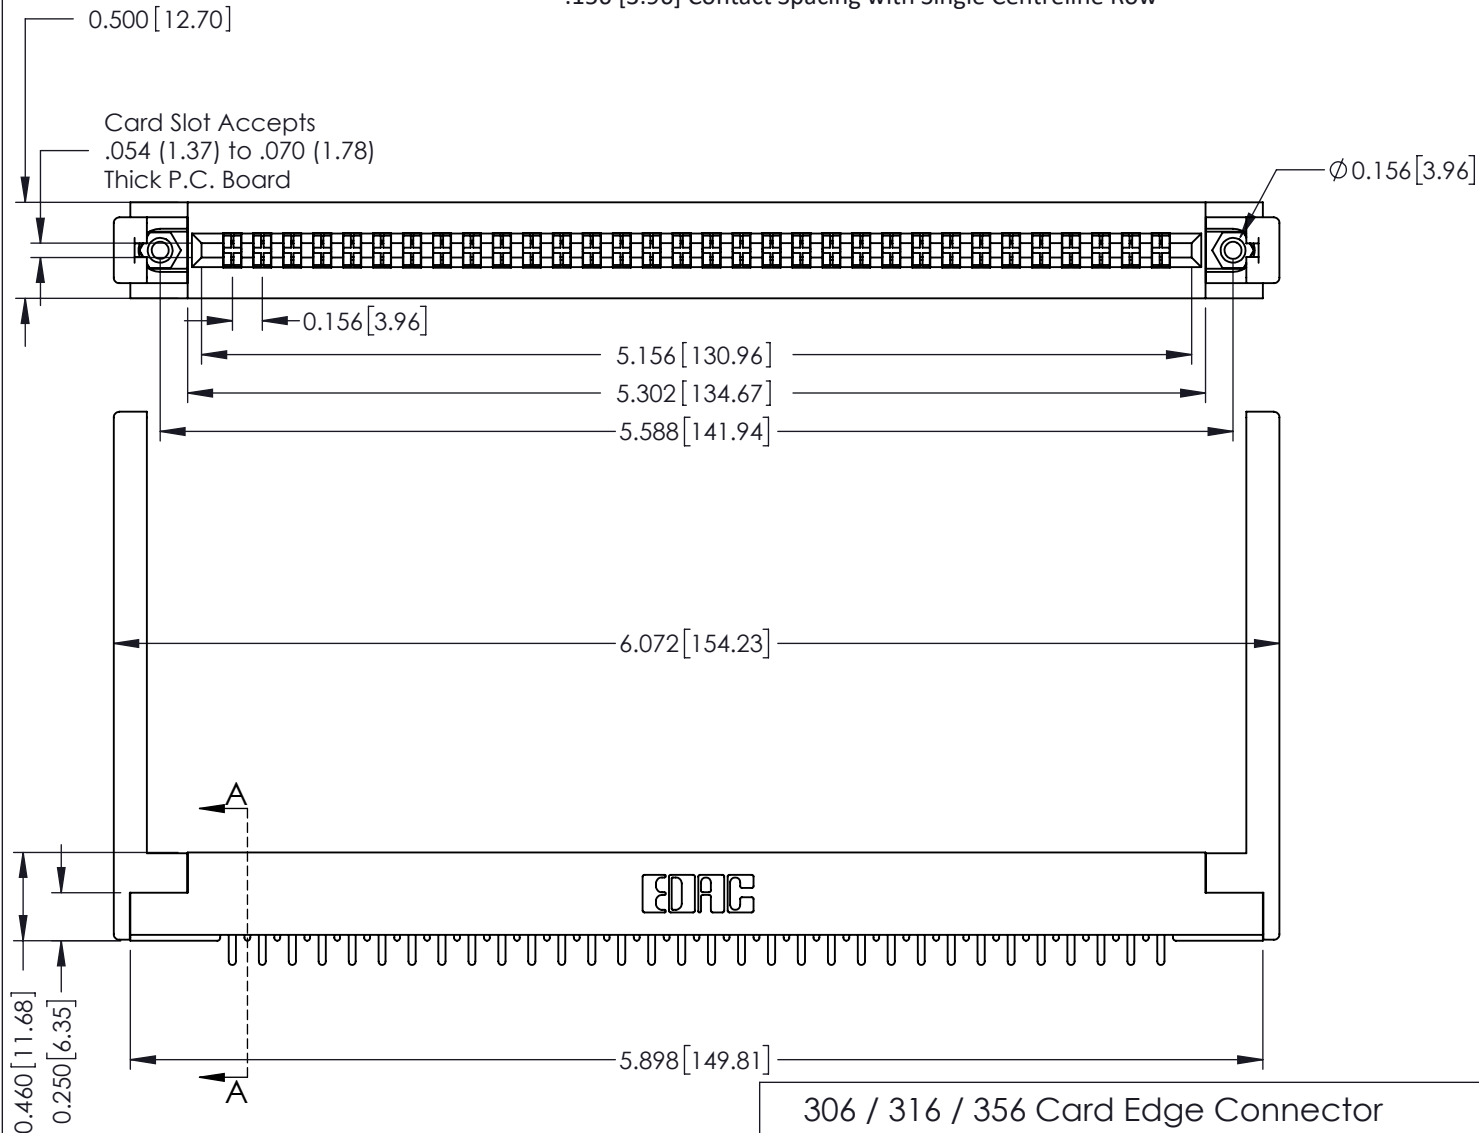 .156 [3.96] Contact Spacing with Single Centreline Row
0.500[12.70]
Card Slot Accepts
.054 (1.37) to .070 (1.78)
Thick P.C. Board
∅0.156[3.96]
0.156[3.96]
5.156[130.96]
5.302[134.67]
5.588[141.94]
6.072[154.23]
A
EDAC
0.460[11.68]
0.250[6.35]
5.898[149.81]
A
306 / 316 / 356 Card Edge Connector